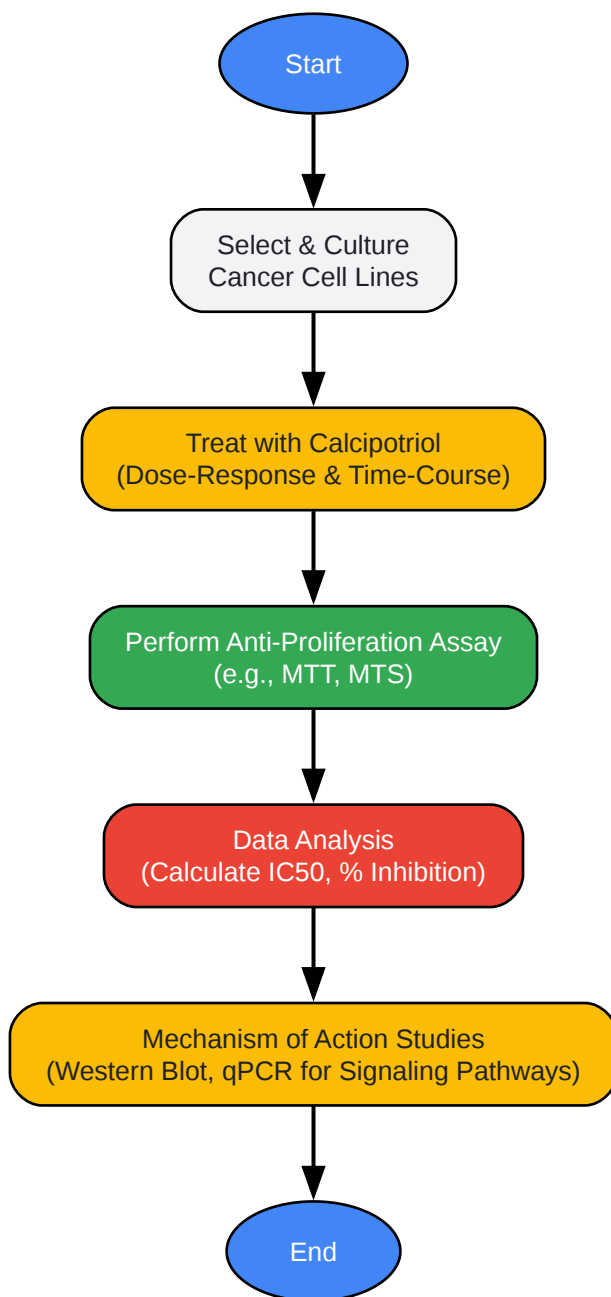 Start
Select & Culture
Cancer Cell Lines
Treat with Calcipotriol
(Dose-Response & Time-Course)
Perform Anti-Proliferation Assay
(e.g., MTT, MTS)
Data Analysis
(Calculate IC50, % Inhibition)
Mechanism of Action Studies
(Western Blot, qPCR for Signaling Pathways)
End